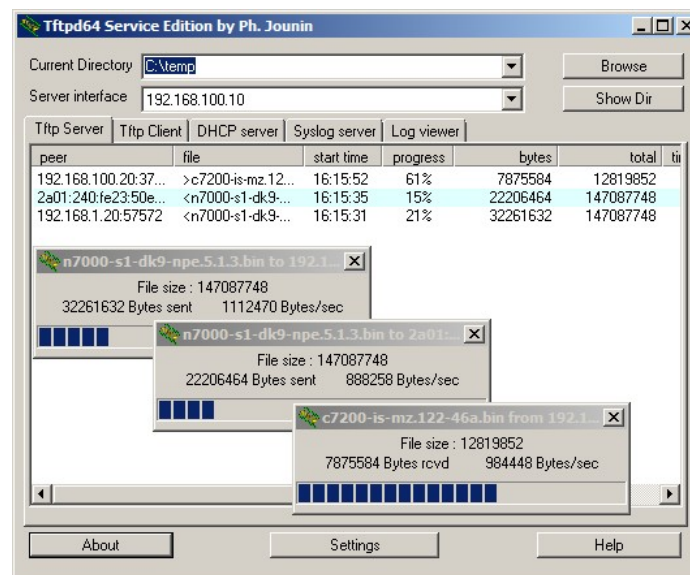 Tftpd64 Service Edition by Ph. Jounin
Current Directory C:\temp Browse
Server interface 192.168.100.10 Show Dir
Tftp Server Tftp Client DHCP server Syslog server Log viewer
peer file start time progress bytes total
192.168.100.20:37... >c7200-is-mz.12... 16:15:52 61% 7875584 12819852
2a01:240:fe23:50e... <n7000-s1-dk9-... 16:15:35 15% 22206464 147087748
192.168.1.20:57572 <n7000-s1-dk9-... 16:15:31 21% 32261632 147087748
n7000-s1-dk9-npe.5.1.3.bin to 192.1...
File size : 147087748
32261632 Bytes sent 1112470 Bytes/sec
n7000-s1-dk9-npe.5.1.3.bin to 2a01:...
File size : 147087748
22206464 Bytes sent 888258 Bytes/sec
c7200-is-mz.122-46a.bin from 192.1...
File size : 12819852
7875584 Bytes rcvd 984448 Bytes/sec
About Settings Help